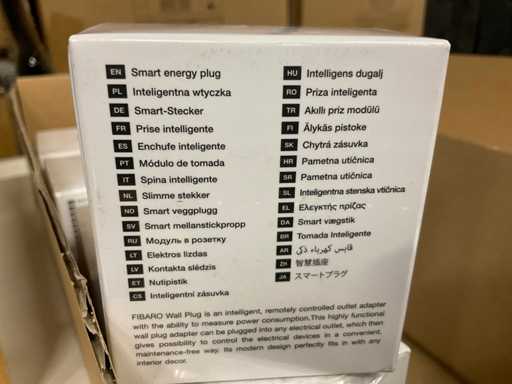 EN Smart energy plug
PL Inteligentna wtyczka
DE Smart-Stecker
FR Prise intelligente
ES Enchufe intelligente
PT Módulo de tomada
IT Spina intelligente
NL Slimme stekker
NO Smart veggplugg
SV Smart mellanstickpropp
RU Модуль в розетку
LT Elektros lizdas
LV Kontakta slēdzis
ET Nutipistik
CS Inteligentní zásuvka
HU Intelligens dugalj
RO Priza inteligenta
TR Akıllı priz modülü
FI Älykäs pistoke
SK Chytrá zásuvka
HR Pametna utičnica
SR Pametna utičnica
SL Inteligentna stenska vtičnica
EL Ελεγκτής πρίζας
DA Smart vægstik
BR Tomada Inteligente
AR قابس كهرباء ذكي
ZH 智慧插座
JA スマートプラグ
FIBARO Wall Plug is an intelligent, remotely controlled outlet adapter
with the ability to measure power consumption.This highly functional
wall plug adapter can be plugged into any electrical outlet, which then
gives possibility to control the electrical devices in a convenient,
maintenance-free way. Its modern design perfectly fits in with any
interior decor.